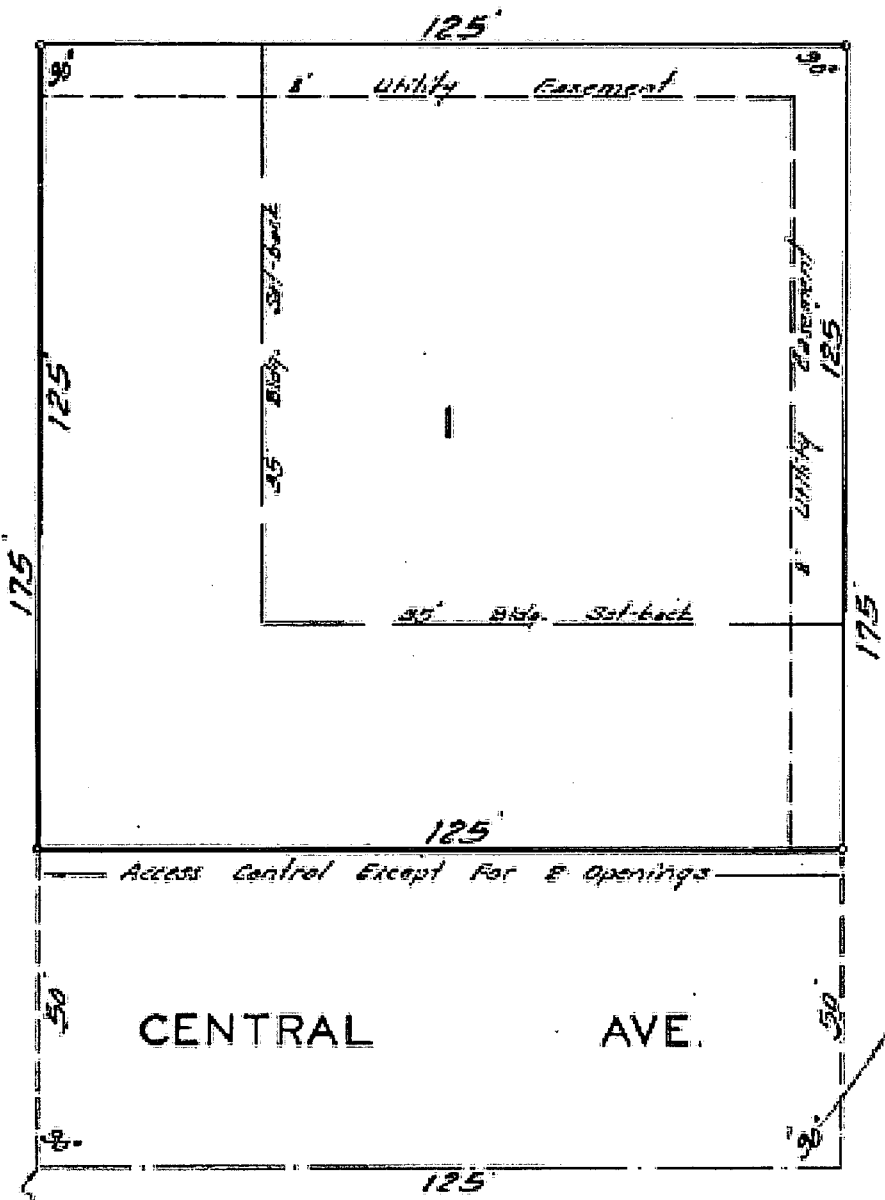 125'
90°
90°
8' Utility Easement
35' Bldg. Set-back
8' Utility Easement
125'
125'
175'
175'
1
35' Bldg. Set-back
125'
Access Control Except For 2 Openings
50'
50'
CENTRAL AVE.
90°
90°
125'